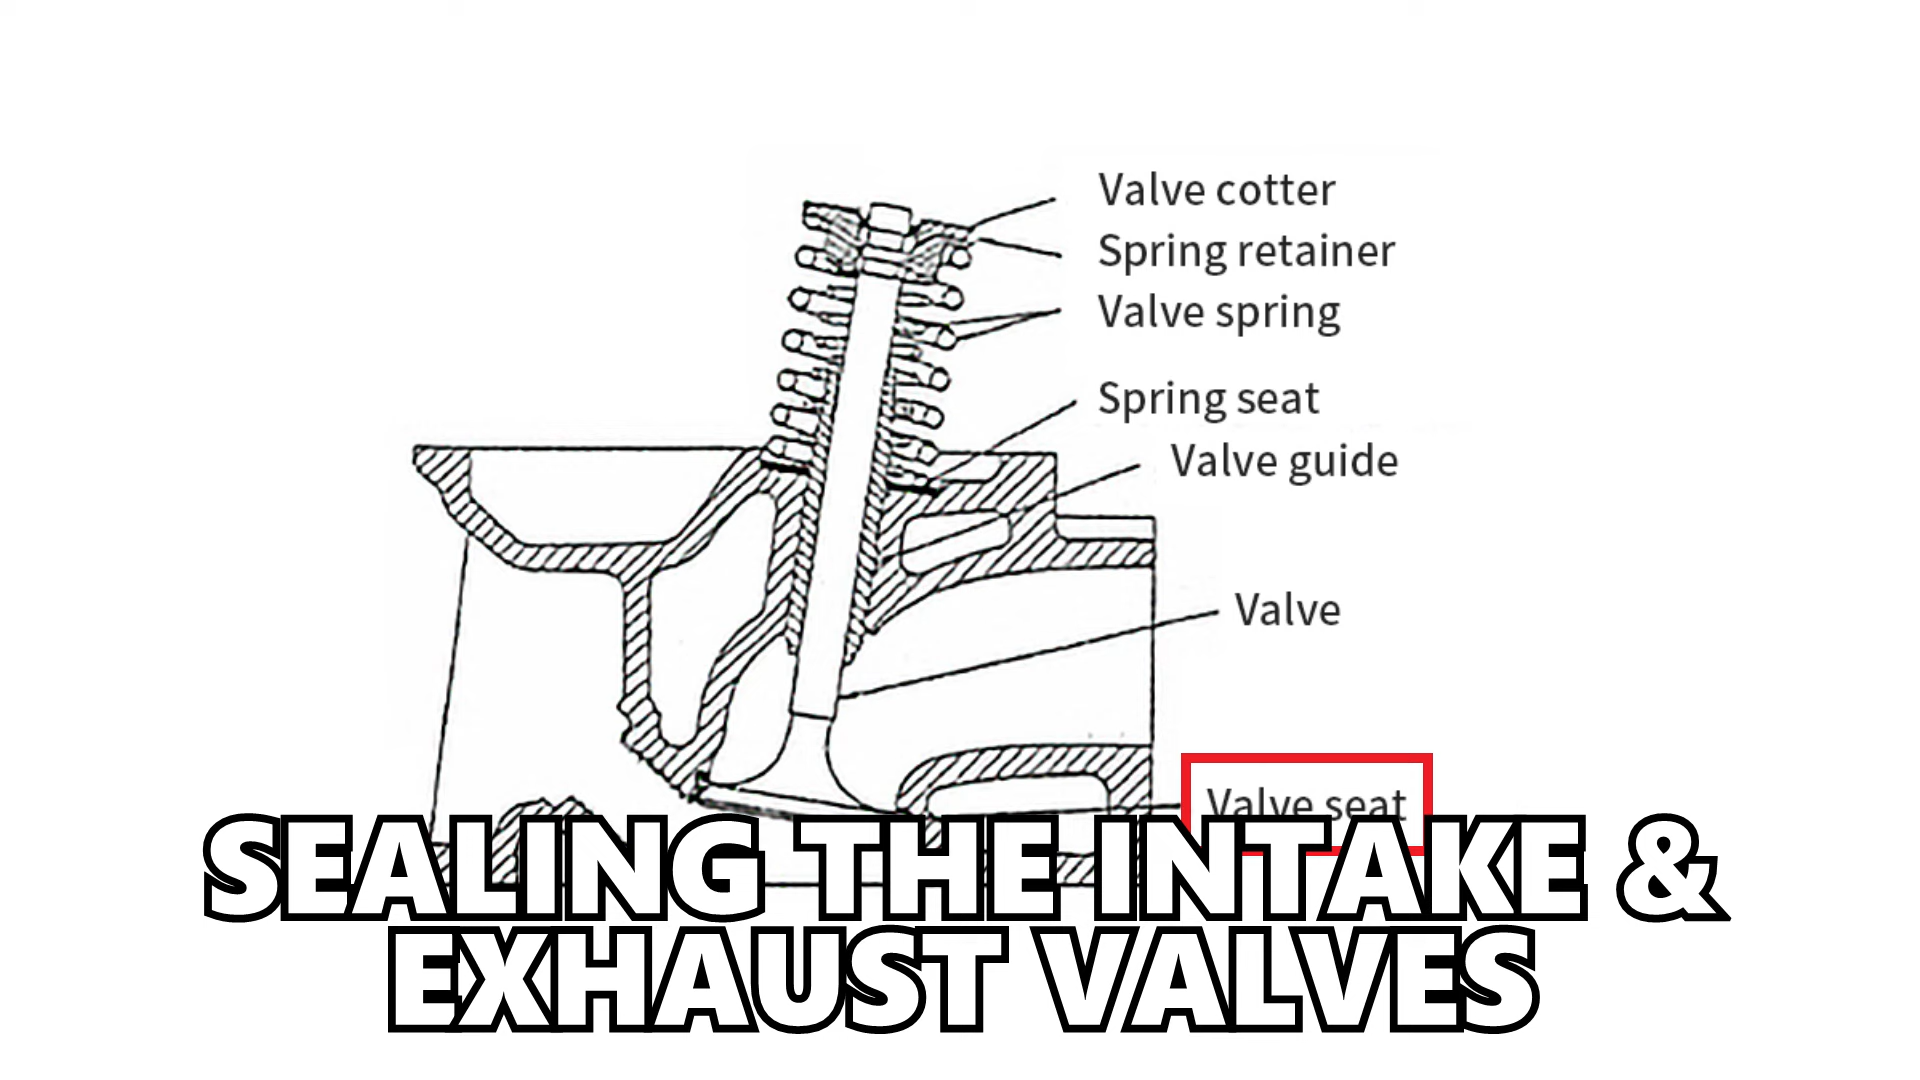 Valve cotter
Spring retainer
Valve spring
Spring seat
Valve guide
Valve
Valve seat
SEALING THE INTAKE &
EXHAUST VALVES